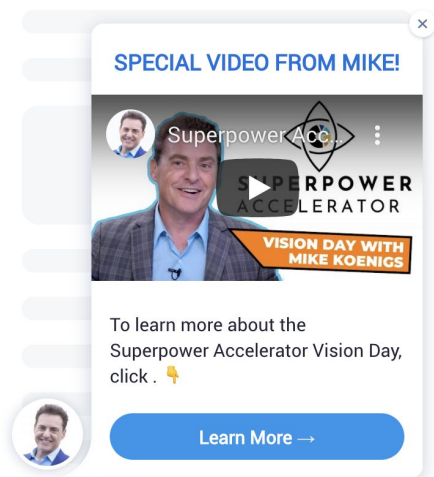 SPECIAL VIDEO FROM MIKE!
Superpower Acc...
SUPERPOWER
ACCELERATOR
VISION DAY WITH
MIKE KOENIGS
To learn more about the
Superpower Accelerator Vision Day,
click . 👇
Learn More →